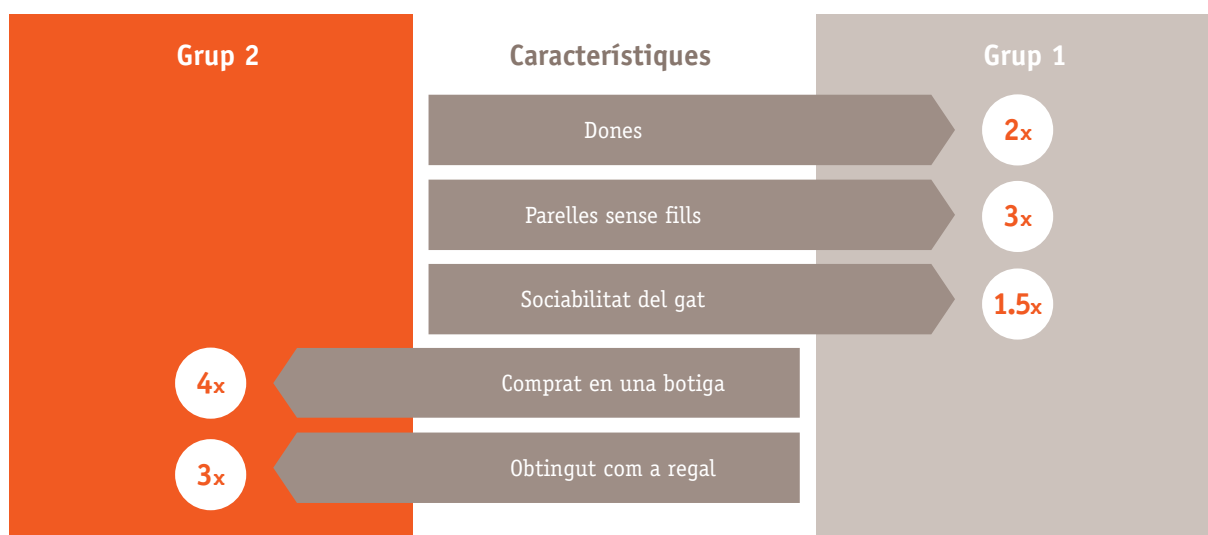 Grup 2
Característiques
Grup 1
Dones
2x
Parelles sense fills
3x
Sociabilitat del gat
1.5x
4x
Comprat en una botiga
3x
Obtingut com a regal